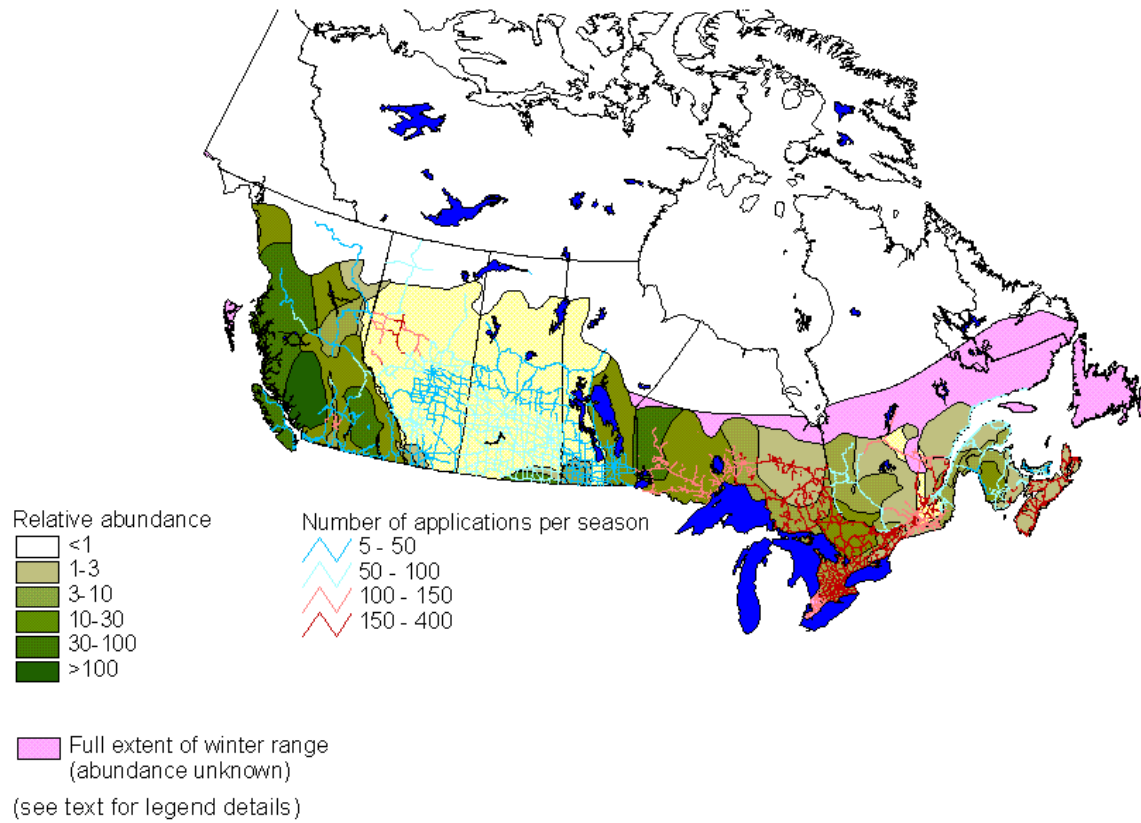 Relative abundance
<1
1-3
3-10
10-30
30-100
>100
Number of applications per season
5 - 50
50 - 100
100 - 150
150 - 400
Full extent of winter range
(abundance unknown)
(see text for legend details)